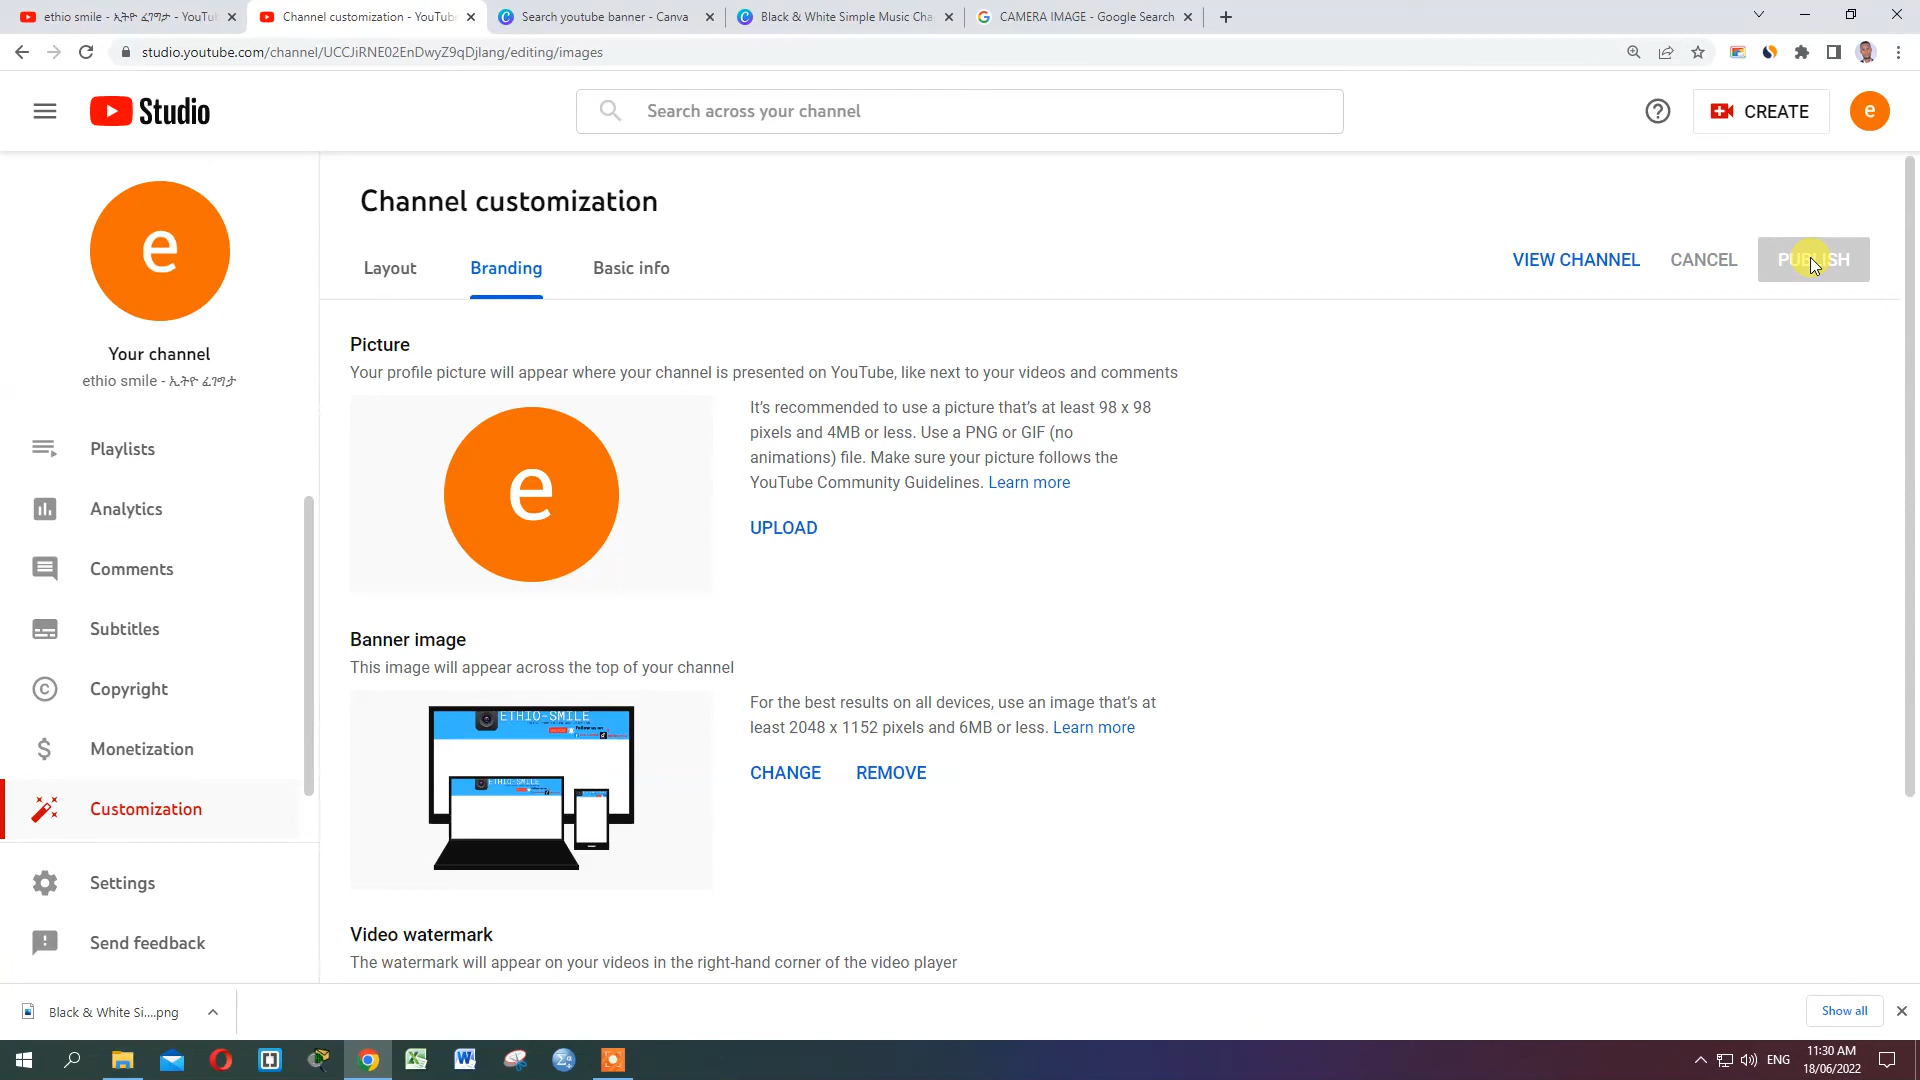 ethio smile - ኢትዮ ፈገግታ - YouTu
Channel customization - YouTube
Search youtube banner - Canva
Black & White Simple Music Cha
CAMERA IMAGE - Google Search
studio.youtube.com/channel/UCCJiRNE02EnDwyZ9qDjIang/editing/images
Studio
Search across your channel
CREATE
e
e
Your channel
ethio smile - ኢትዮ ፈገግታ
Playlists
Analytics
Comments
Subtitles
Copyright
Monetization
Customization
Settings
Send feedback
Channel customization
Layout
Branding
Basic info
VIEW CHANNEL
CANCEL
PUBLISH
Picture
Your profile picture will appear where your channel is presented on YouTube, like next to your videos and comments
e
It's recommended to use a picture that's at least 98 x 98
pixels and 4MB or less. Use a PNG or GIF (no
animations) file. Make sure your picture follows the
YouTube Community Guidelines. Learn more
UPLOAD
Banner image
This image will appear across the top of your channel
ETHIO-SMILE
Follow us on
ETHIO-SMILE
For the best results on all devices, use an image that's at
least 2048 x 1152 pixels and 6MB or less. Learn more
CHANGE
REMOVE
Video watermark
The watermark will appear on your videos in the right-hand corner of the video player
Black & White Si....png
Show all
ENG
11:30 AM
18/06/2022